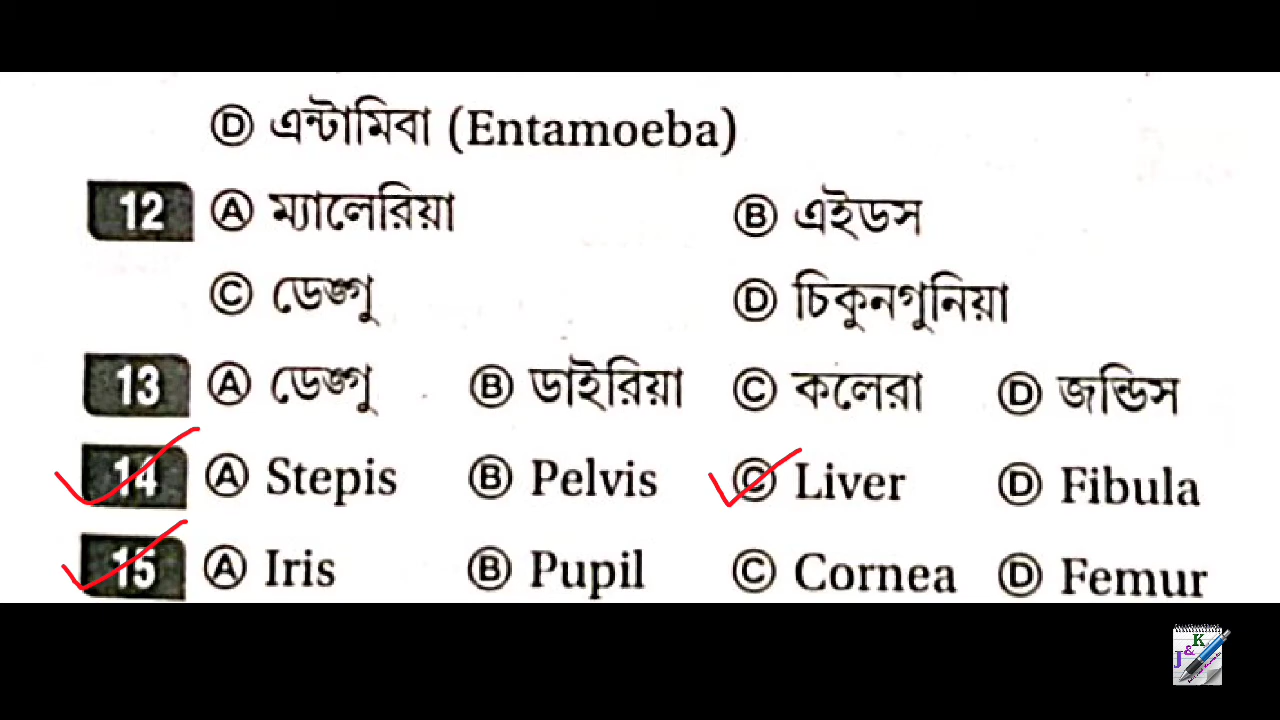 Ⓓ এন্টামিবা (Entamoeba)
12 Ⓐ ম্যালেরিয়া Ⓑ এইডস
Ⓒ ডেঙ্গু Ⓓ চিকুনগুনিয়া
13 Ⓐ ডেঙ্গু Ⓑ ডাইরিয়া Ⓒ কলেরা Ⓓ জন্ডিস
14 Ⓐ Stepis Ⓑ Pelvis Ⓒ Liver Ⓓ Fibula
15 Ⓐ Iris Ⓑ Pupil Ⓒ Cornea Ⓓ Femur
J&K